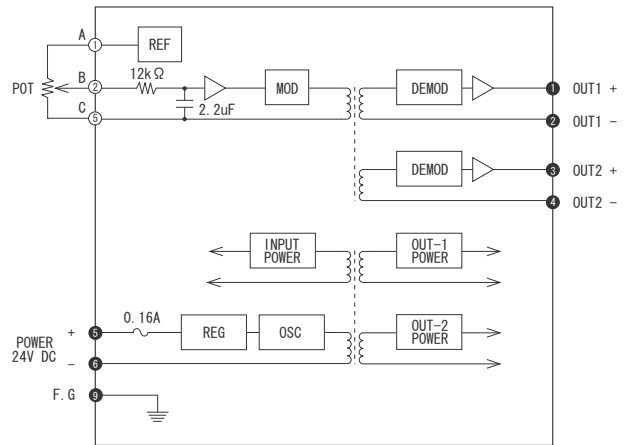 A
1
REF
B
12kΩ
POT
2
MOD
DEMOD
1
OUT1 +
C
2.2uF
5
2
OUT1 -
DEMOD
3
OUT2 +
4
OUT2 -
INPUT
POWER
OUT-1
POWER
0.16A
+
5
REG
OSC
OUT-2
POWER
POWER
24V DC
-
6
F.G
9